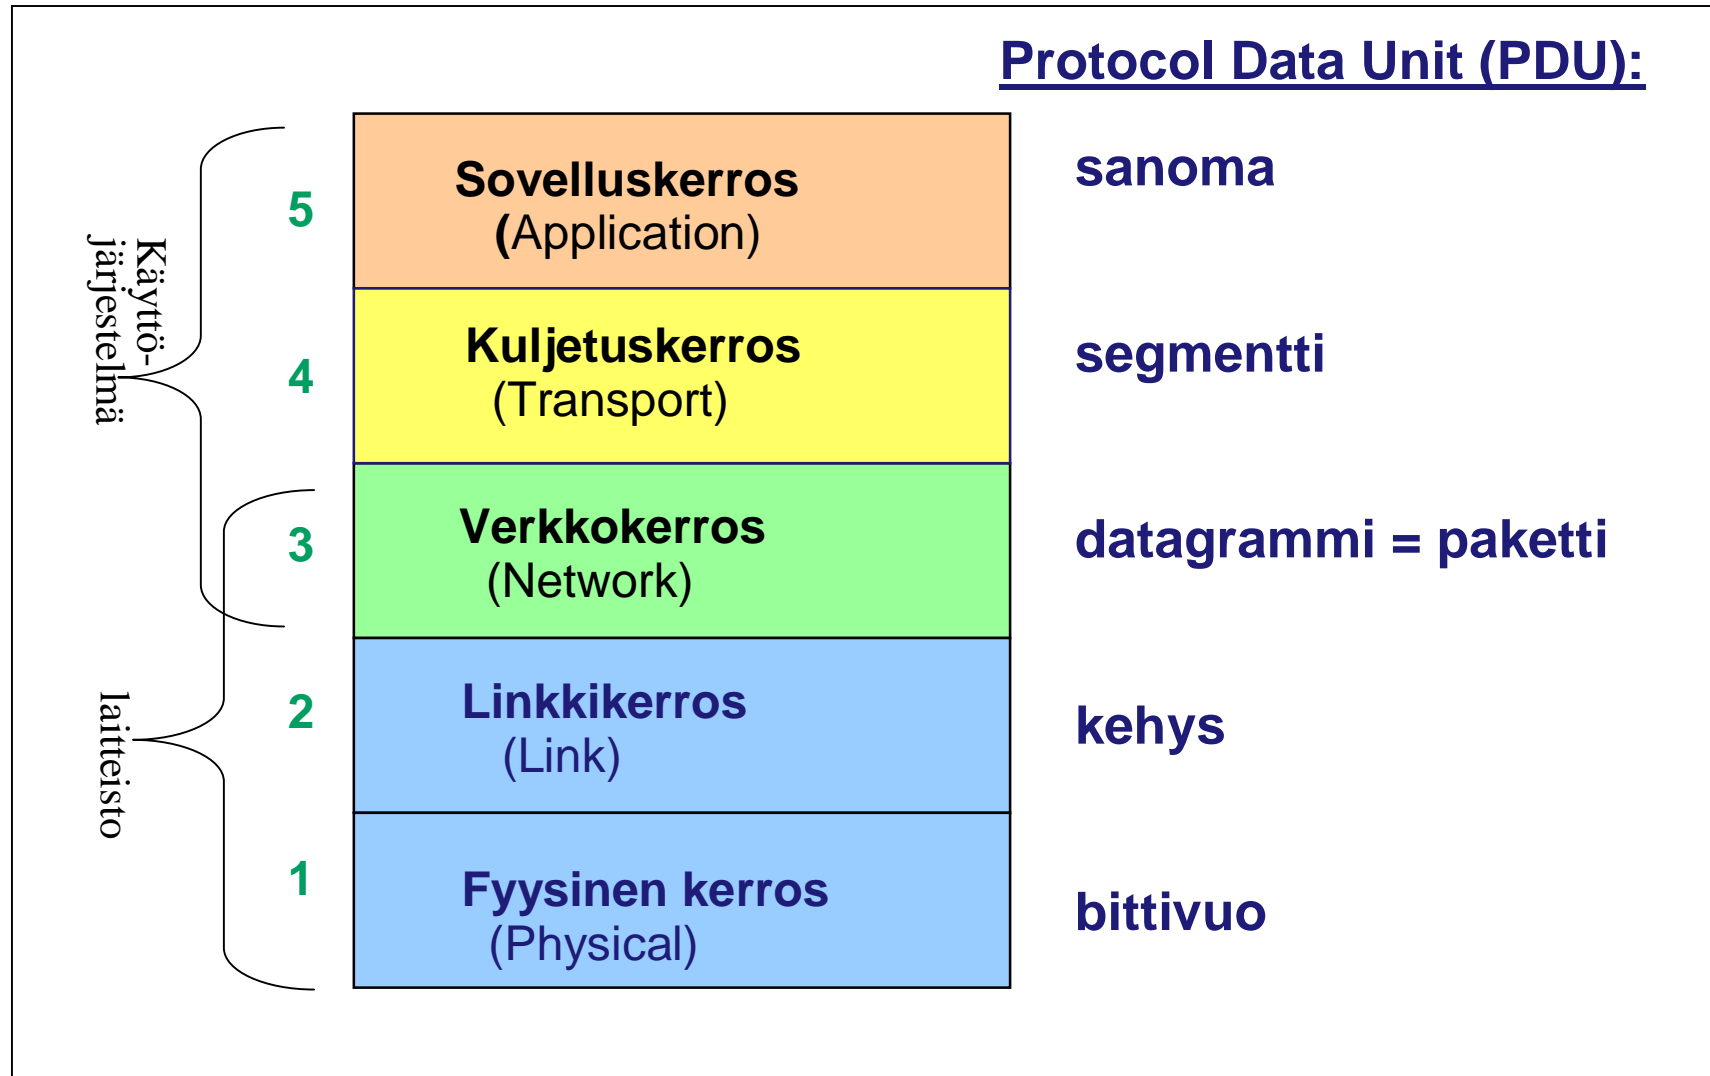 Protocol Data Unit (PDU):
Käyttö-
järjestelmä
laitteisto
5
Sovelluskerros
(Application)
sanoma
4
Kuljetuskerros
(Transport)
segmentti
3
Verkkokerros
(Network)
datagrammi = paketti
2
Linkkikerros
(Link)
kehys
1
Fyysinen kerros
(Physical)
bittivuo